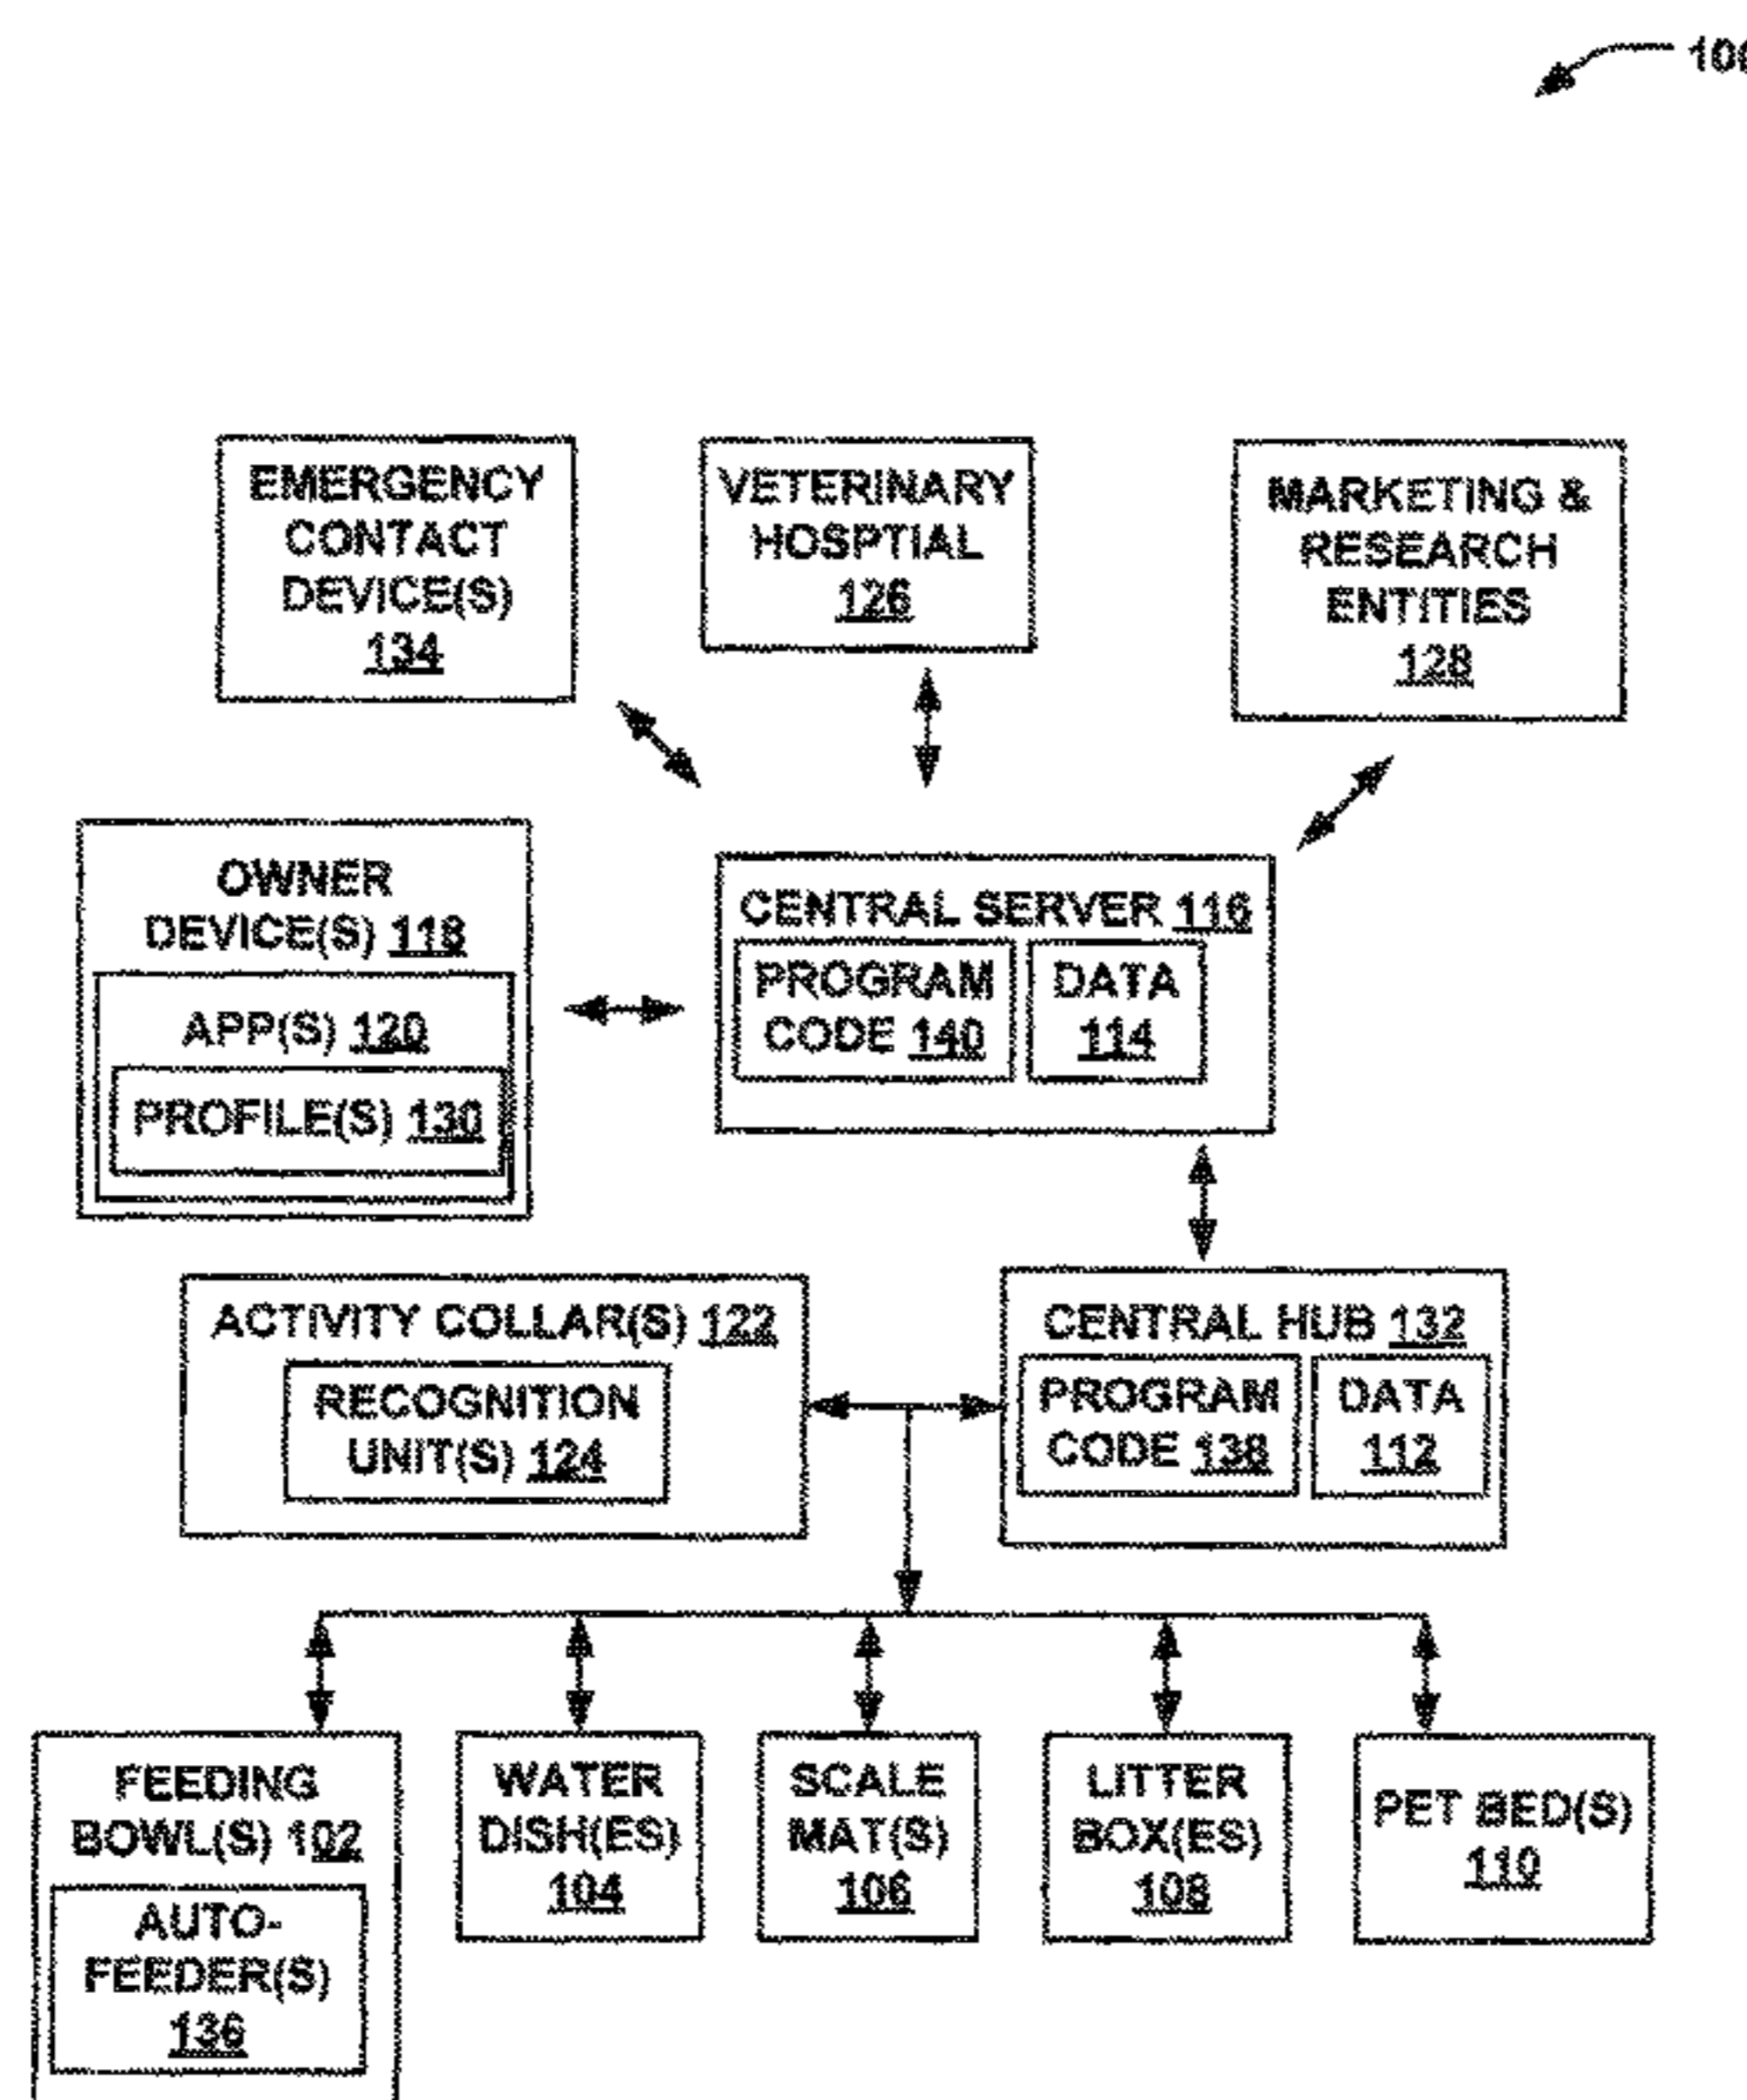 100
EMERGENCY
CONTACT
DEVICE(S)
134
VETERINARY
HOSPTIAL
126
MARKETING &
RESEARCH
ENTITIES
128
OWNER
DEVICE(S) 118
APP(S) 120
PROFILE(S) 130
CENTRAL SERVER 116
PROGRAM
CODE 140
DATA
114
ACTIVITY COLLAR(S) 122
RECOGNITION
UNIT(S) 124
CENTRAL HUB 132
PROGRAM
CODE 138
DATA
112
FEEDING
BOWL(S) 102
AUTO-
FEEDER(S)
136
WATER
DISH(ES)
104
SCALE
MAT(S)
106
LITTER
BOX(ES)
108
PET BED(S)
110